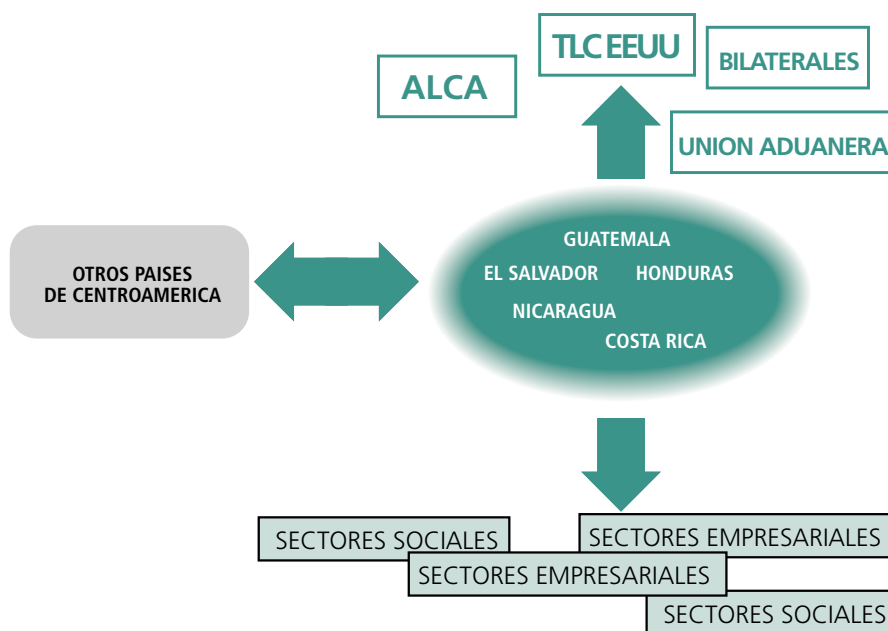 TLC EEUU
BILATERALES
ALCA
UNION ADUANERA
GUATEMALA
EL SALVADOR HONDURAS
NICARAGUA
COSTA RICA
OTROS PAISES
DE CENTROAMERICA
SECTORES SOCIALES
SECTORES EMPRESARIALES
SECTORES EMPRESARIALES
SECTORES SOCIALES